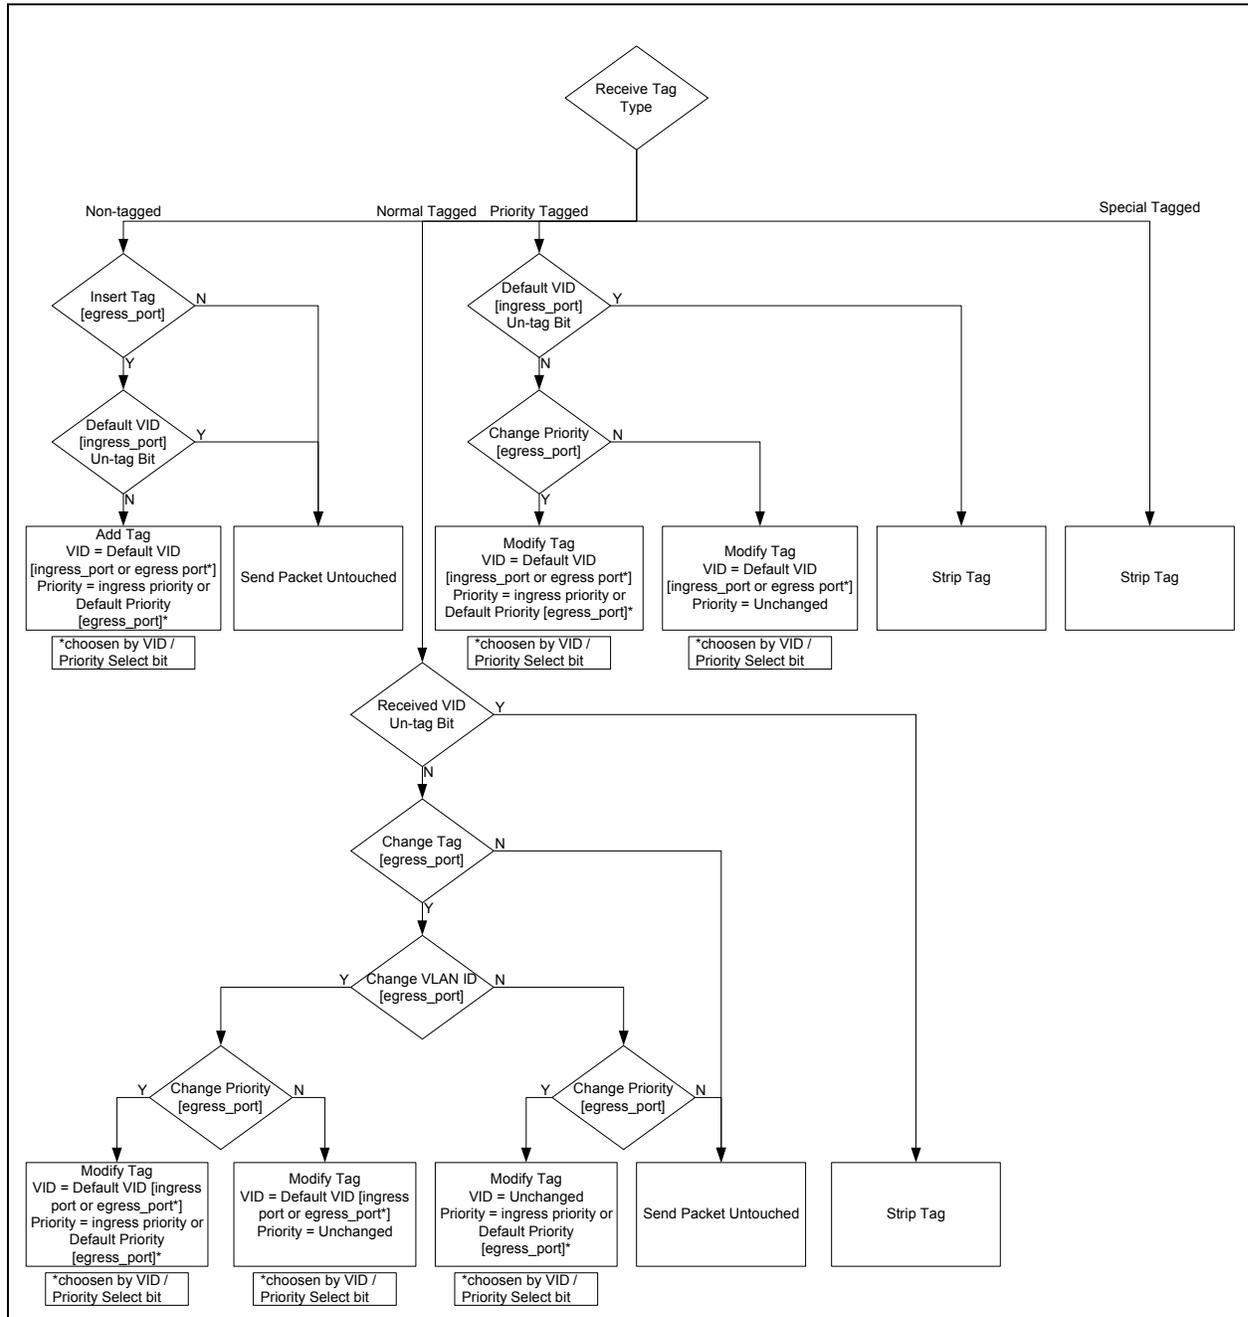 Receive Tag
Type
Non-tagged
Normal Tagged
Priority Tagged
Special Tagged
Insert Tag
[egress_port]
N
Y
Default VID
[ingress_port]
Un-tag Bit
Y
N
Default VID
[ingress_port]
Un-tag Bit
Y
N
Change Priority
[egress_port]
N
Y
Add Tag
VID = Default VID
[ingress_port or egress port*]
Priority = ingress priority or
Default Priority
[egress_port]*
*choosen by VID /
Priority Select bit
Send Packet Untouched
Modify Tag
VID = Default VID
[ingress_port or egress port*]
Priority = ingress priority or
Default Priority [egress_port]*
*choosen by VID /
Priority Select bit
Modify Tag
VID = Default VID
[ingress_port or egress port*]
Priority = Unchanged
*choosen by VID /
Priority Select bit
Strip Tag
Strip Tag
Received VID
Un-tag Bit
Y
N
Change Tag
[egress_port]
N
Y
Change VLAN ID
[egress_port]
Y
N
Change Priority
[egress_port]
Y
N
Change Priority
[egress_port]
Y
N
Modify Tag
VID = Default VID [ingress
port or egress_port*]
Priority = ingress priority or
Default Priority
[egress_port]*
*choosen by VID /
Priority Select bit
Modify Tag
VID = Default VID [ingress
port or egress_port*]
Priority = Unchanged
*choosen by VID /
Priority Select bit
Modify Tag
VID = Unchanged
Priority = ingress priority or
Default Priority
[egress_port]*
*choosen by VID /
Priority Select bit
Send Packet Untouched
Strip Tag